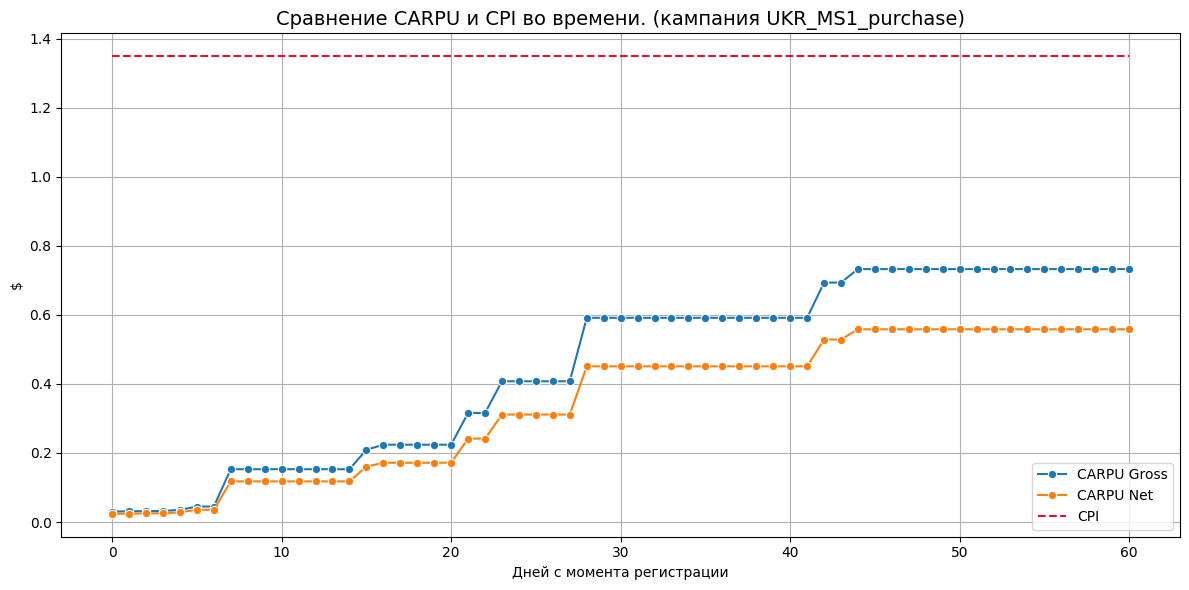 Сравнение CARPU и CPI во времени. (кампания UKR_MS1_purchase)
1.4
1.2
1.0
0.8
0.6
0.4
0.2
0.0
$
CARPU Gross
CARPU Net
CPI
0 10 20 30 40 50 60
Дней с момента регистрации